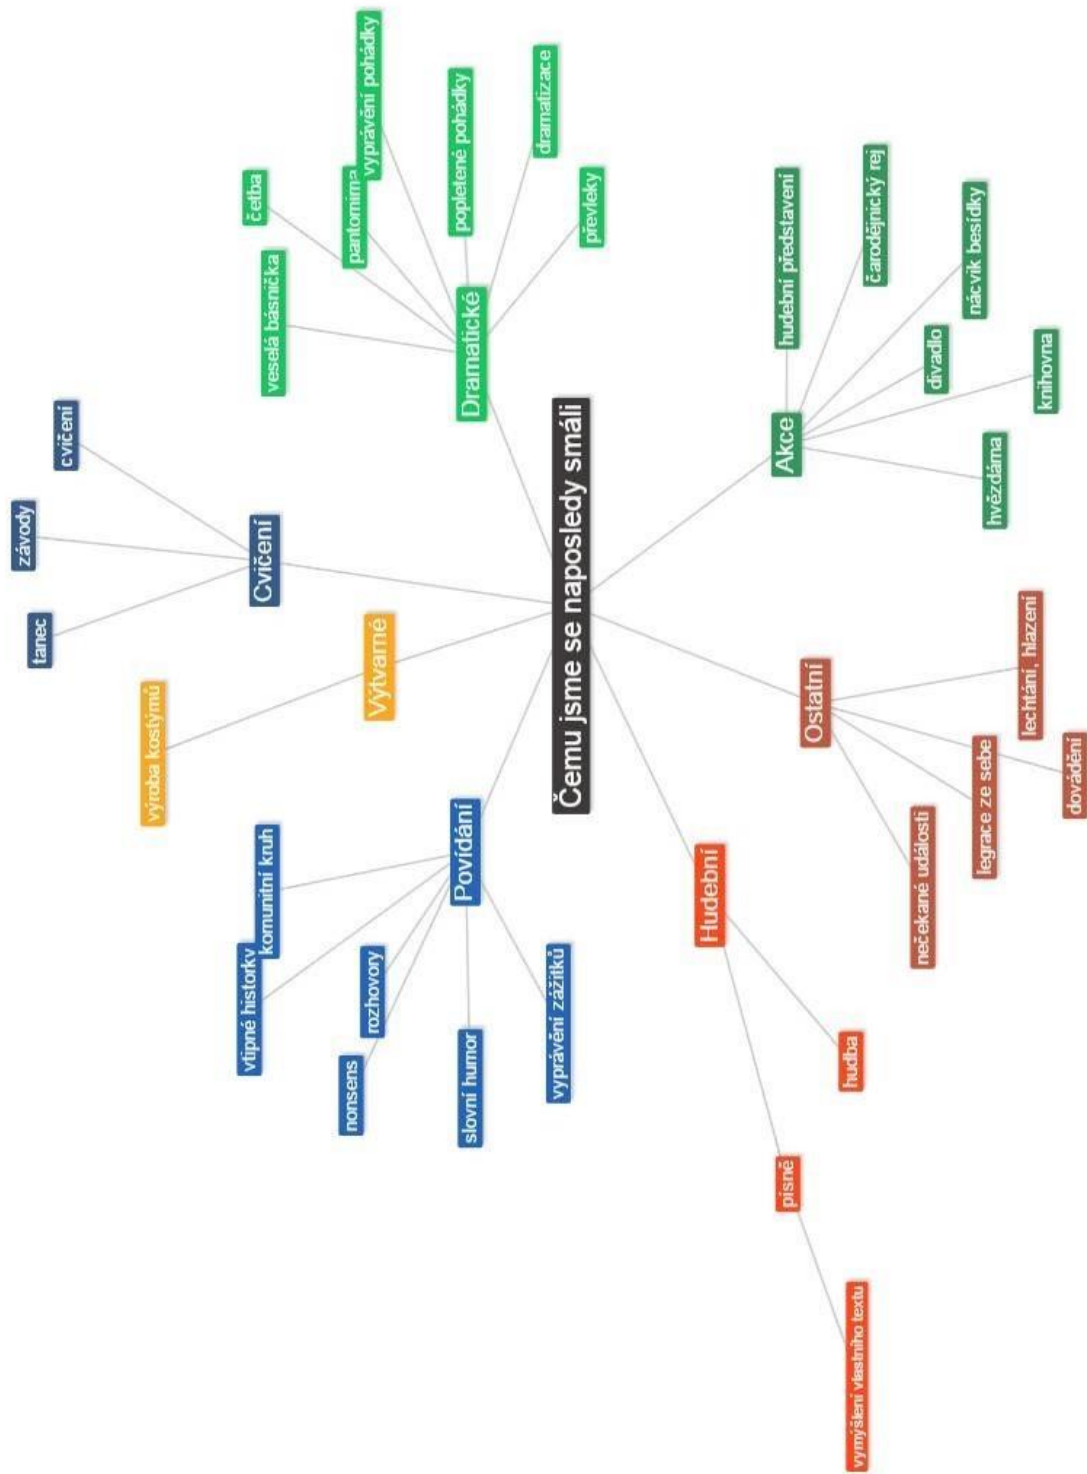 Čemu jsme se naposledy smáli
Dramatické
veselá básnička
četba
pantomima
vyprávění pohádky
popletené pohádky
dramatizace
převleky
Akce
hudební představení
čarodějnický rej
nácvik besídky
divadlo
knihovna
hvězdárna
Ostatní
lechtání, hlazení
dovádění
legrace ze sebe
nečekané události
Hudební
hudba
písně
vymýšlení vlastního textu
Povídání
vyprávění zážitků
slovní humor
nonsens
rozhovory
vtipné historky
komunitní kruh
Výtvarné
výroba kostýmů
Cvičení
tanec
závody
cvičení